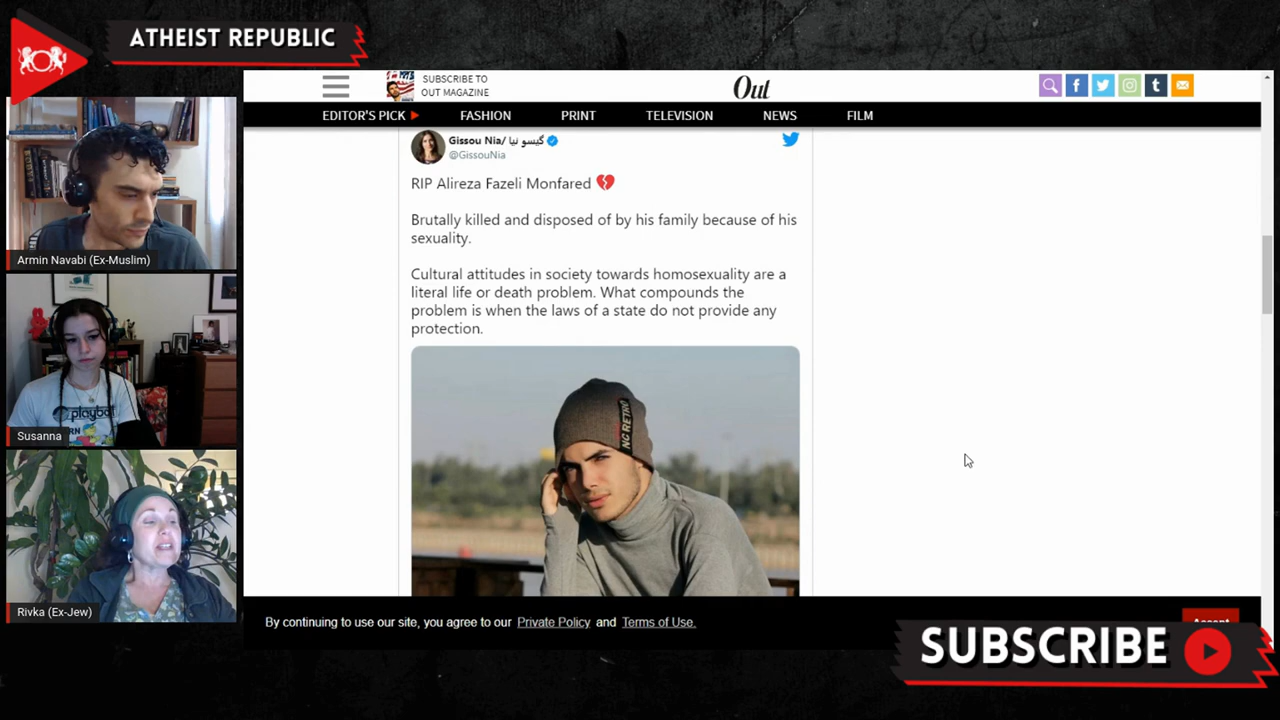 ATHEIST REPUBLIC
SUBSCRIBE TO
OUT MAGAZINE
Out
EDITOR'S PICK
FASHION
PRINT
TELEVISION
NEWS
FILM
Gissou Nia/ گیسو نیا
@GissouNia
RIP Alireza Fazeli Monfared 💔
Brutally killed and disposed of by his family because of his
sexuality.
Cultural attitudes in society towards homosexuality are a
literal life or death problem. What compounds the
problem is when the laws of a state do not provide any
protection.
NC RETRO
Armin Navabi (Ex-Muslim)
playbol
Susanna
Rivka (Ex-Jew)
By continuing to use our site, you agree to our Private Policy and Terms of Use.
Accept
SUBSCRIBE